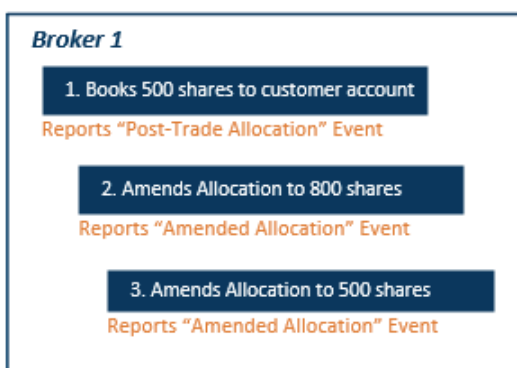 Broker 1
1. Books 500 shares to customer account
Reports “Post-Trade Allocation” Event
2. Amends Allocation to 800 shares
Reports “Amended Allocation” Event
3. Amends Allocation to 500 shares
Reports “Amended Allocation” Event